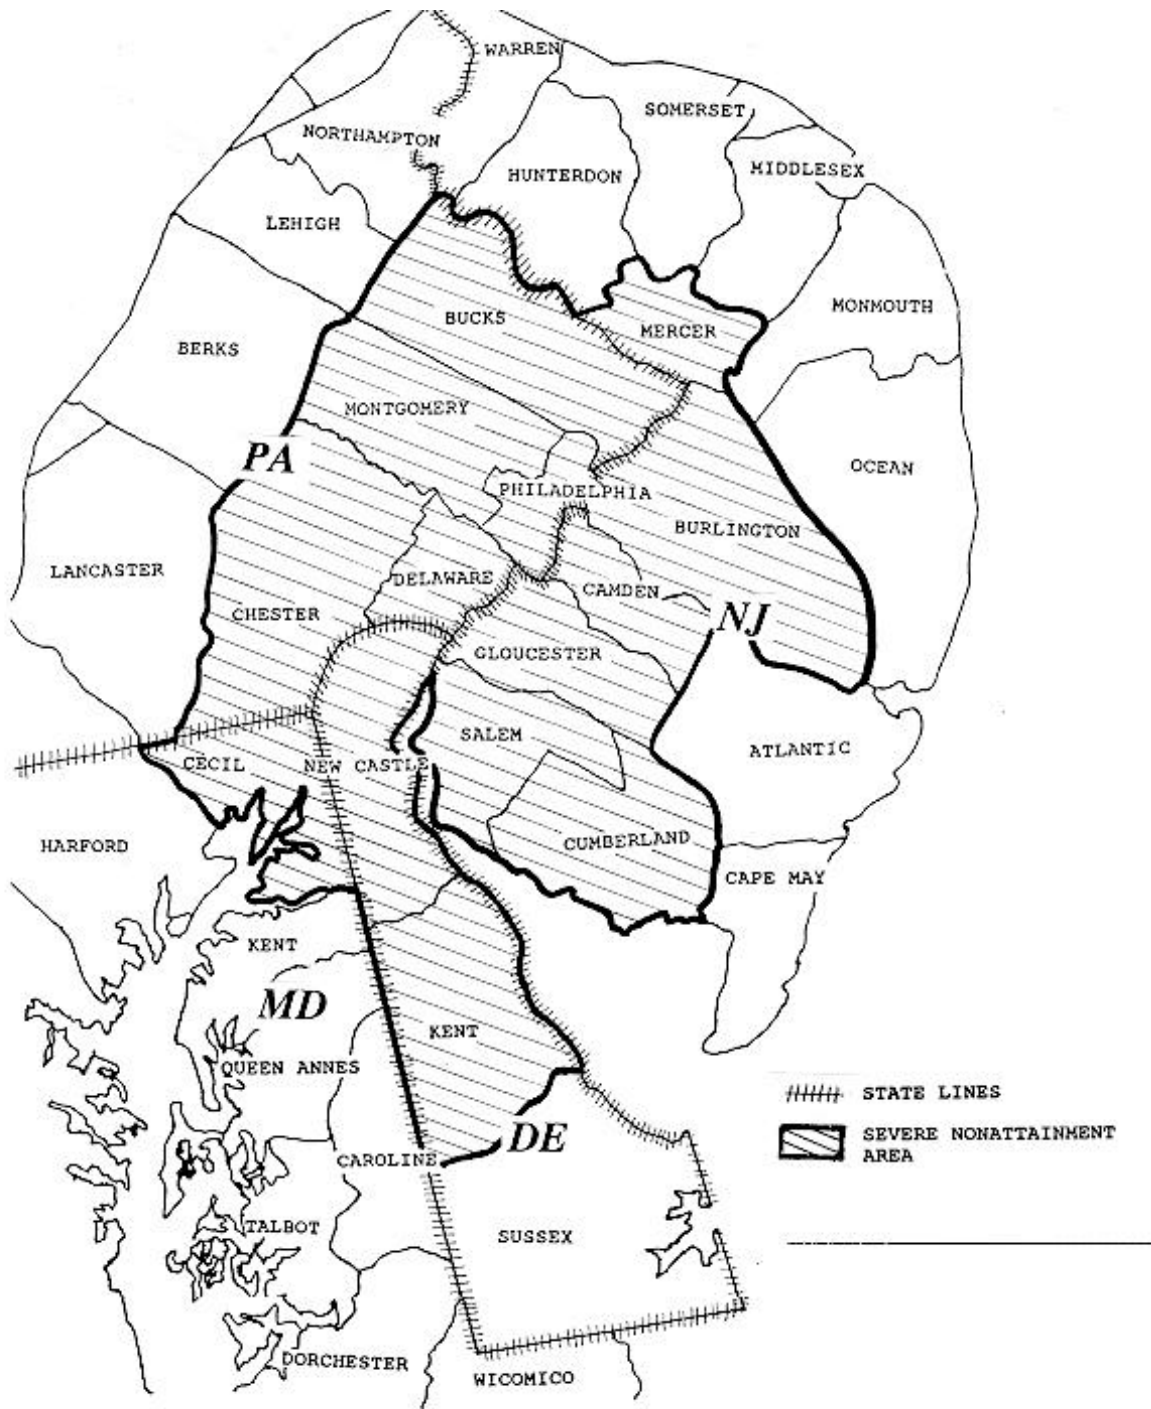 WARREN
SOMERSET
NORTHAMPTON
MIDDLESEX
HUNTERDON
LEHIGH
MONMOUTH
BUCKS
MERCER
BERKS
MONTGOMERY
PA
OCEAN
PHILADELPHIA
BURLINGTON
LANCASTER
DELAWARE
CAMDEN
CHESTER
NJ
GLOUCESTER
SALEM
ATLANTIC
CECIL
NEW CASTLE
HARFORD
CUMBERLAND
CAPE MAY
KENT
MD
KENT
QUEEN ANNES
STATE LINES
SEVERE NONATTAINMENT
AREA
DE
CAROLINE
TALBOT
SUSSEX
DORCHESTER
WICOMICO